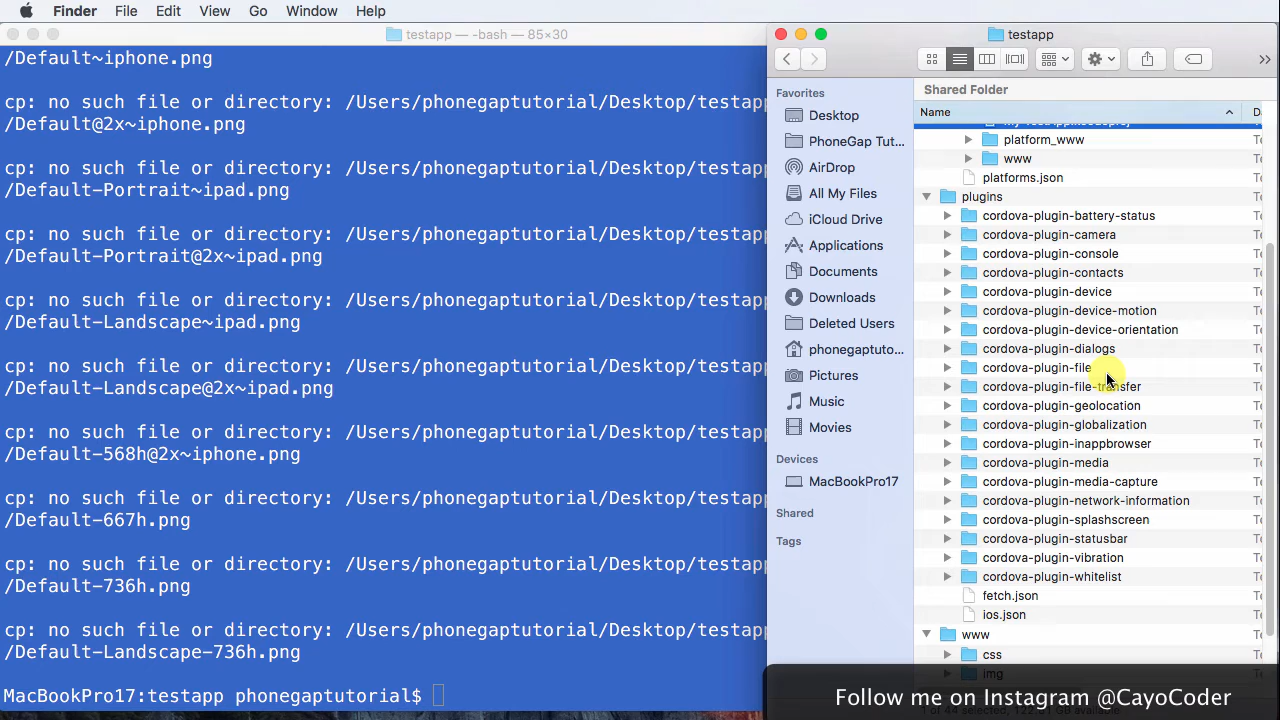 Finder File Edit View Go Window Help
testapp — -bash — 85×30
/Default~iphone.png
cp: no such file or directory: /Users/phonegaptutorial/Desktop/testapp
/Default@2x~iphone.png
cp: no such file or directory: /Users/phonegaptutorial/Desktop/testapp
/Default-Portrait~ipad.png
cp: no such file or directory: /Users/phonegaptutorial/Desktop/testapp
/Default-Portrait@2x~ipad.png
cp: no such file or directory: /Users/phonegaptutorial/Desktop/testapp
/Default-Landscape~ipad.png
cp: no such file or directory: /Users/phonegaptutorial/Desktop/testapp
/Default-Landscape@2x~ipad.png
cp: no such file or directory: /Users/phonegaptutorial/Desktop/testapp
/Default-568h@2x~iphone.png
cp: no such file or directory: /Users/phonegaptutorial/Desktop/testapp
/Default-667h.png
cp: no such file or directory: /Users/phonegaptutorial/Desktop/testapp
/Default-736h.png
cp: no such file or directory: /Users/phonegaptutorial/Desktop/testapp
/Default-Landscape-736h.png
MacBookPro17:testapp phonegaptutorial$
testapp
Favorites
Desktop
PhoneGap Tut...
AirDrop
All My Files
iCloud Drive
Applications
Documents
Downloads
Deleted Users
phonegaptuto...
Pictures
Music
Movies
Devices
MacBookPro17
Shared
Tags
Shared Folder
Name
platform_www
www
platforms.json
plugins
cordova-plugin-battery-status
cordova-plugin-camera
cordova-plugin-console
cordova-plugin-contacts
cordova-plugin-device
cordova-plugin-device-motion
cordova-plugin-device-orientation
cordova-plugin-dialogs
cordova-plugin-file
cordova-plugin-file-transfer
cordova-plugin-geolocation
cordova-plugin-globalization
cordova-plugin-inappbrowser
cordova-plugin-media
cordova-plugin-media-capture
cordova-plugin-network-information
cordova-plugin-splashscreen
cordova-plugin-statusbar
cordova-plugin-vibration
cordova-plugin-whitelist
fetch.json
ios.json
www
css
img
Follow me on Instagram @CayoCoder